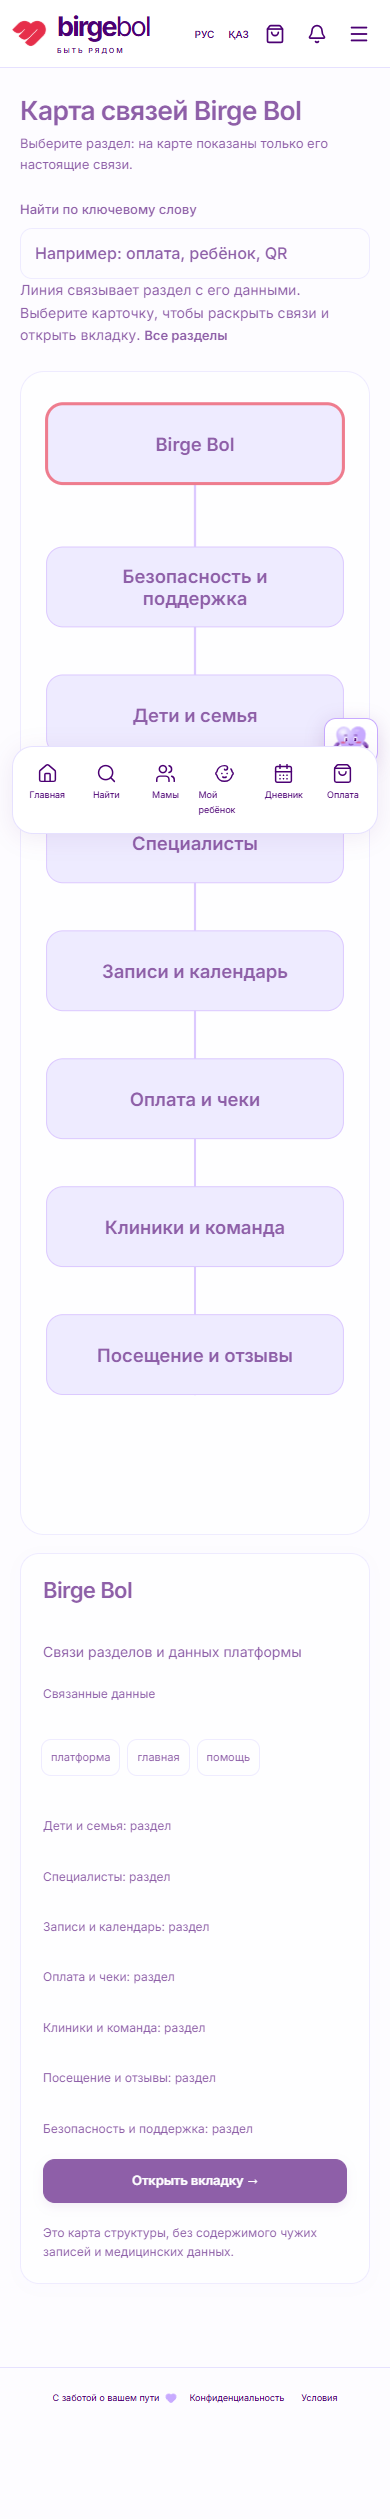 birgebol
БЫТЬ РЯДОМ
РУС ҚАЗ
Карта связей Birge Bol
Выберите раздел: на карте показаны только его
настоящие связи.
Найти по ключевому слову
Например: оплата, ребёнок, QR
Линия связывает раздел с его данными.
Выберите карточку, чтобы раскрыть связи и
открыть вкладку. Все разделы
Birge Bol
Безопасность и
поддержка
Дети и семья
Главная
Найти
Мамы
Мой
ребёнок
Дневник
Оплата
Специалисты
Записи и календарь
Оплата и чеки
Клиники и команда
Посещение и отзывы
Birge Bol
Связи разделов и данных платформы
Связанные данные
платформа
главная
помощь
Дети и семья: раздел
Специалисты: раздел
Записи и календарь: раздел
Оплата и чеки: раздел
Клиники и команда: раздел
Посещение и отзывы: раздел
Безопасность и поддержка: раздел
Открыть вкладку →
Это карта структуры, без содержимого чужих
записей и медицинских данных.
С заботой о вашем пути
Конфиденциальность
Условия